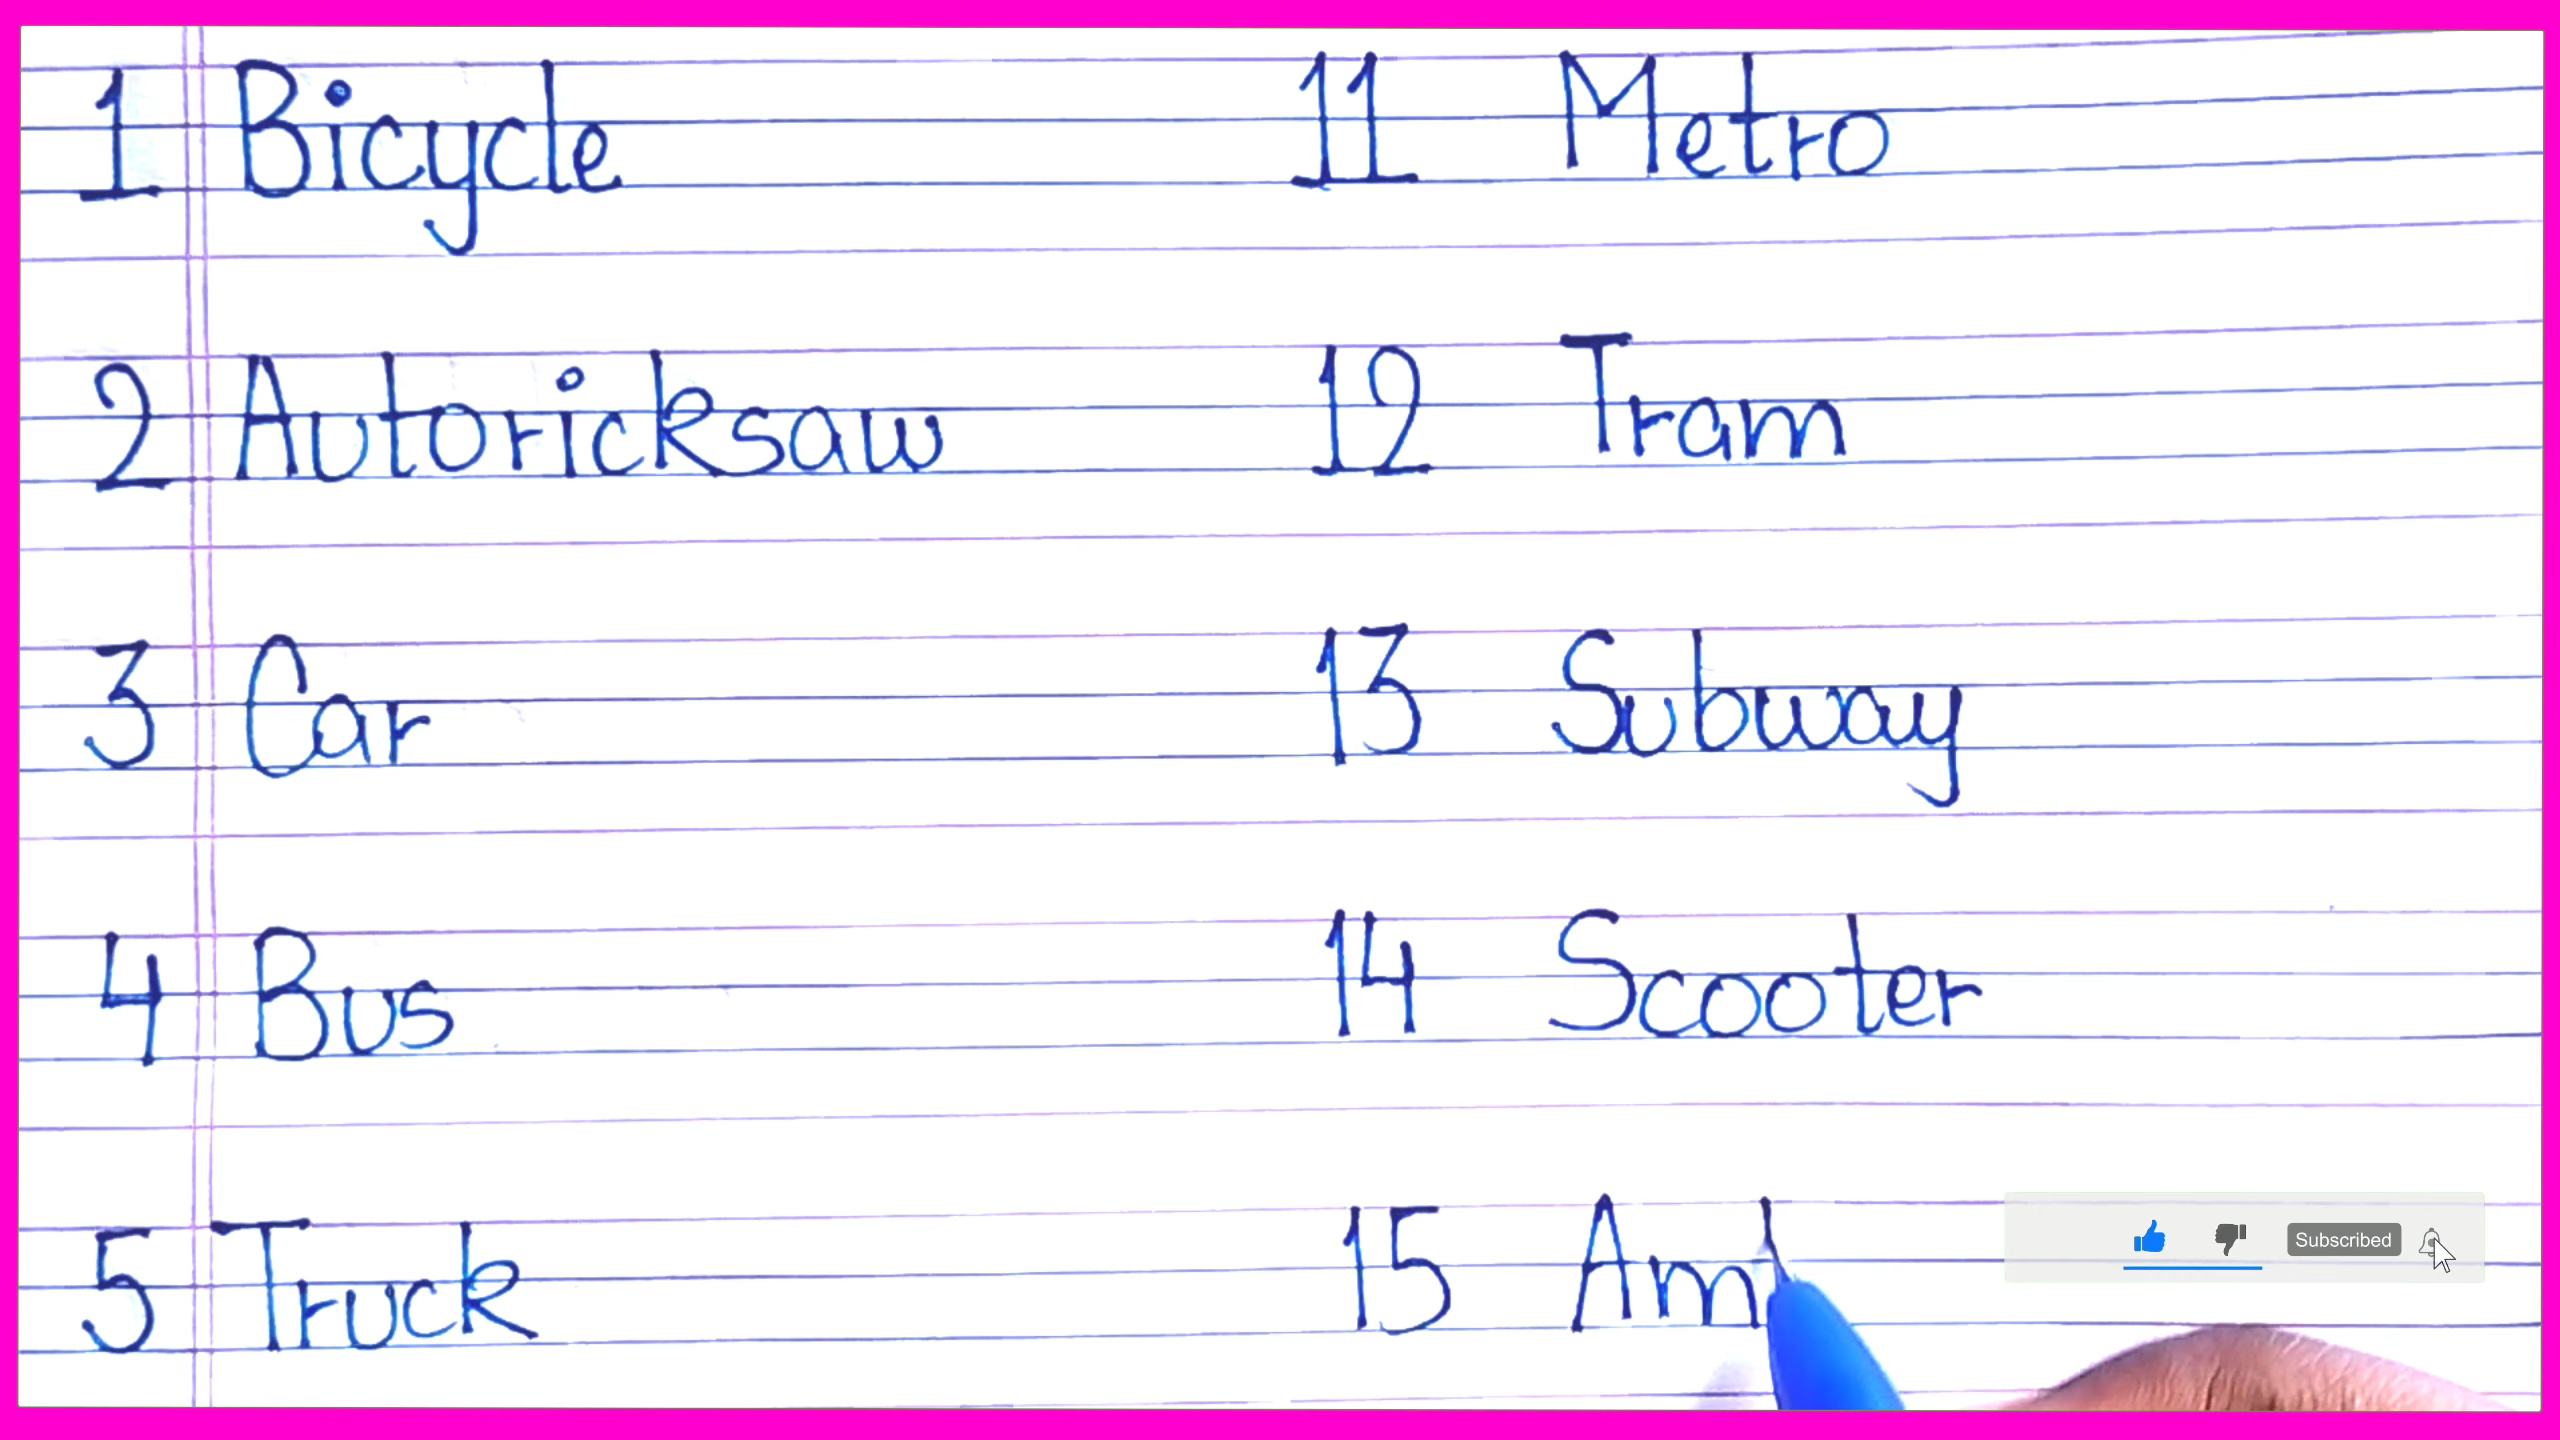 1 Bicycle
2 Autoricksaw
3 Car
4 Bus
5 Truck
11 Metro
12 Tram
13 Subway
14 Scooter
15 Am
Subscribed